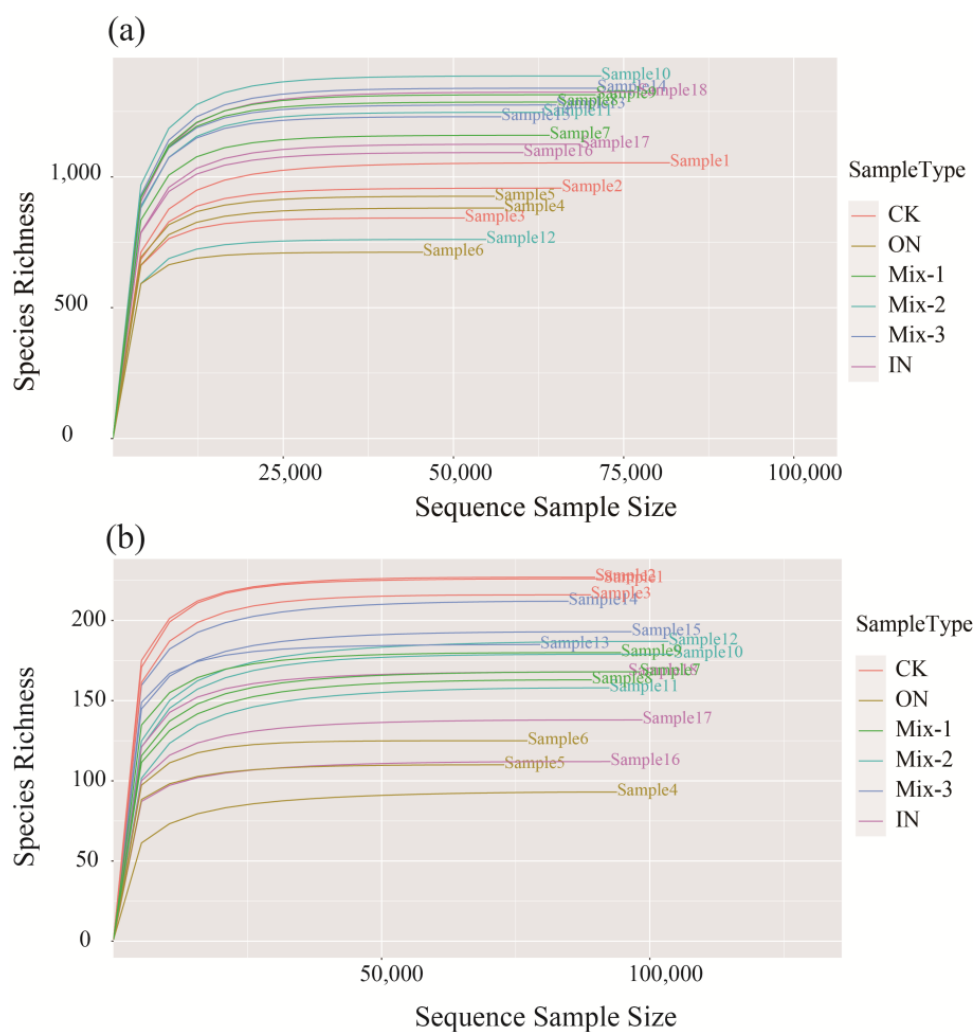 (a)
Species Richness
1,000
500
0
Sample10
Sample14
Sample18
Sample13
Sample11
Sample15
Sample7
Sample17
Sample16
Sample1
Sample2
Sample5
Sample4
Sample3
Sample12
Sample6
25,000
50,000
75,000
100,000
Sequence Sample Size
SampleType
CK
ON
Mix-1
Mix-2
Mix-3
IN
(b)
Species Richness
200
150
100
50
0
Sample2
Sample1
Sample3
Sample14
Sample15
Sample12
Sample13
Sample9
Sample10
Sample7
Sample8
Sample11
Sample17
Sample6
Sample16
Sample5
Sample4
50,000
100,000
Sequence Sample Size
SampleType
CK
ON
Mix-1
Mix-2
Mix-3
IN